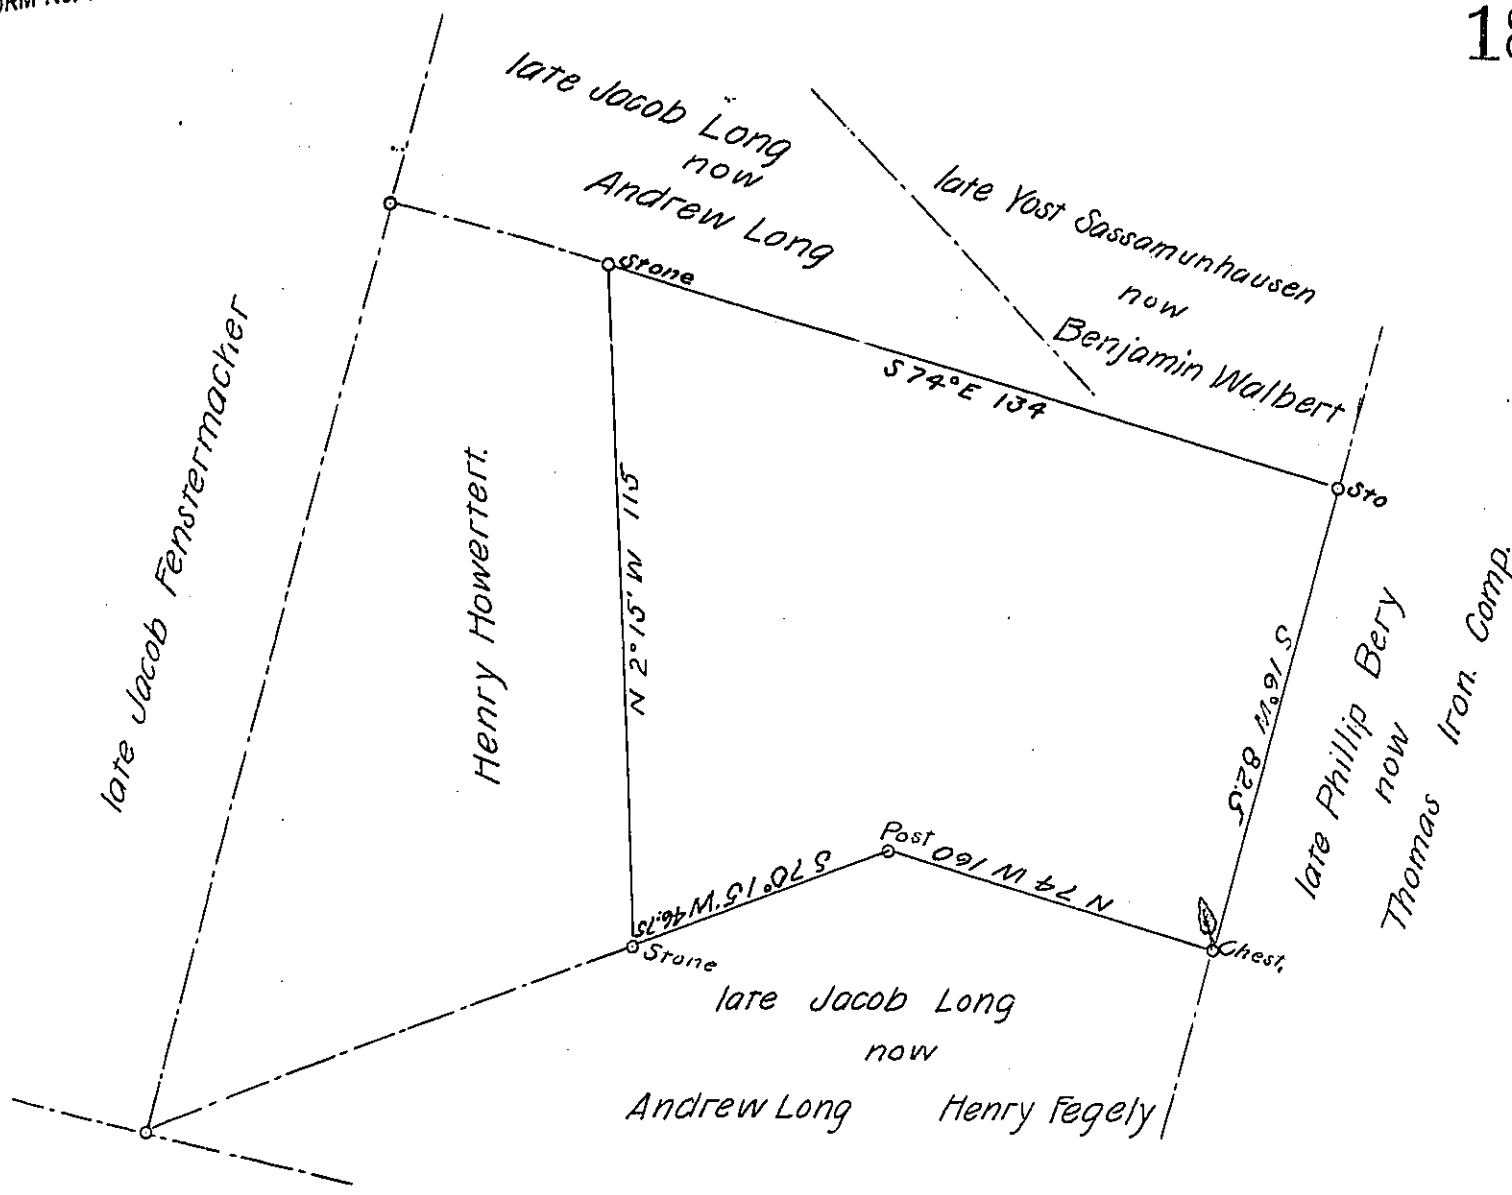 18
late Jacob Long
now
Andrew Long
late Yost Sassamunhausen
now
Benjamin Walbert
Stone
S 74° E 134
Sto
late Jacob Fenstermacher
Henry Howertert.
N 2° 15' W 115
S 16° W 82.5
late Phillip Bery
now
Thomas Iron. Comp.
Post
N 74 W 160
S 70° 15' W 46.75
Stone
Chest.
late Jacob Long
now
Andrew Long Henry Fegely